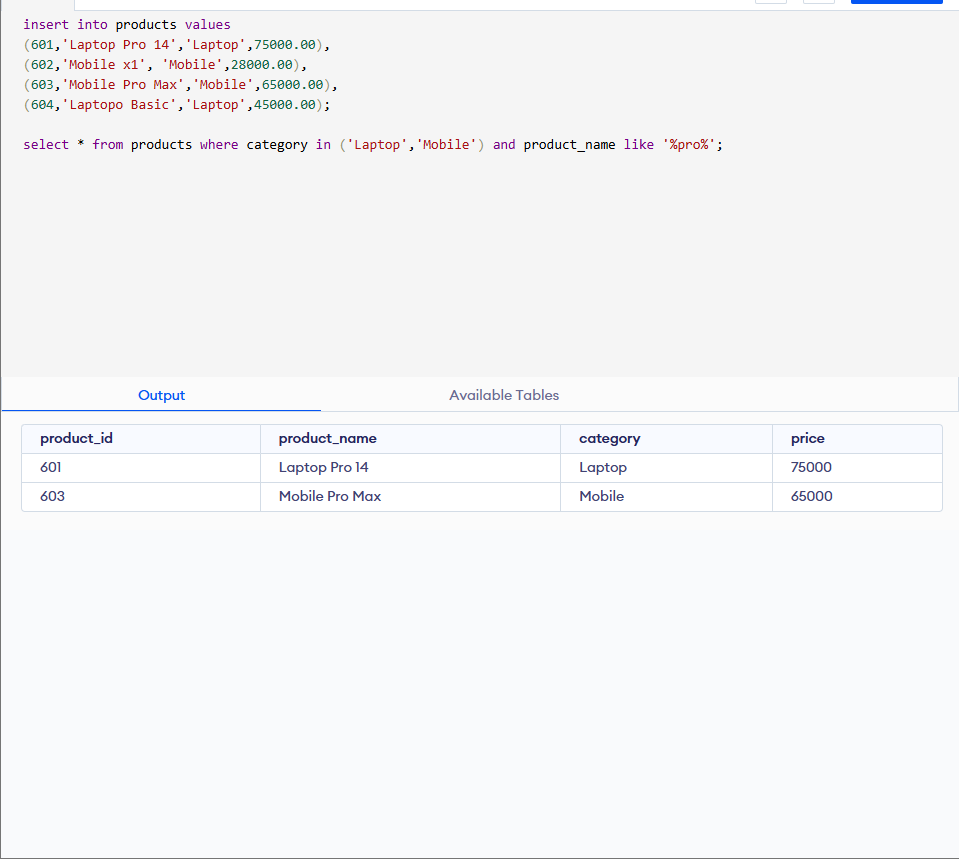 insert into products values
(601,'Laptop Pro 14','Laptop',75000.00),
(602,'Mobile x1', 'Mobile',28000.00),
(603,'Mobile Pro Max','Mobile',65000.00),
(604,'Laptopo Basic','Laptop',45000.00);
select * from products where category in ('Laptop','Mobile') and product_name like '%pro%';
Output Available Tables
product_id product_name category price
601 Laptop Pro 14 Laptop 75000
603 Mobile Pro Max Mobile 65000